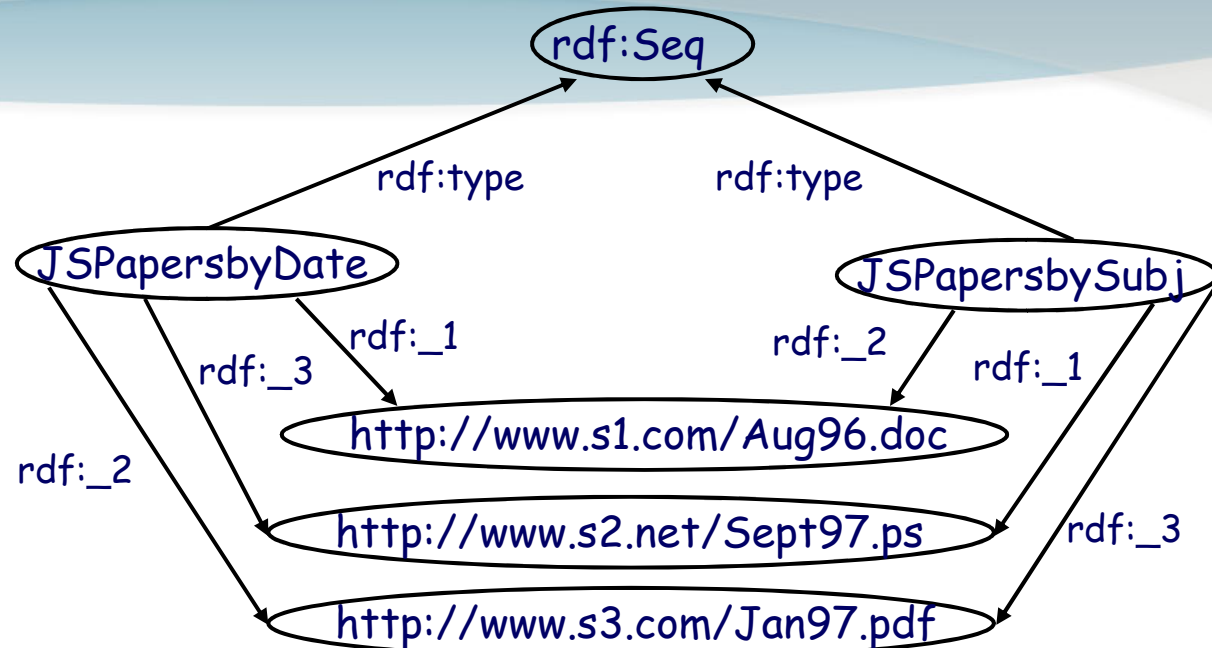 rdf:Seq
rdf:type
rdf:type
JSPapersbyDate
JSPapersbySubj
rdf:_1
rdf:_2
rdf:_3
rdf:_1
http://www.s1.com/Aug96.doc
rdf:_2
http://www.s2.net/Sept97.ps
rdf:_3
http://www.s3.com/Jan97.pdf